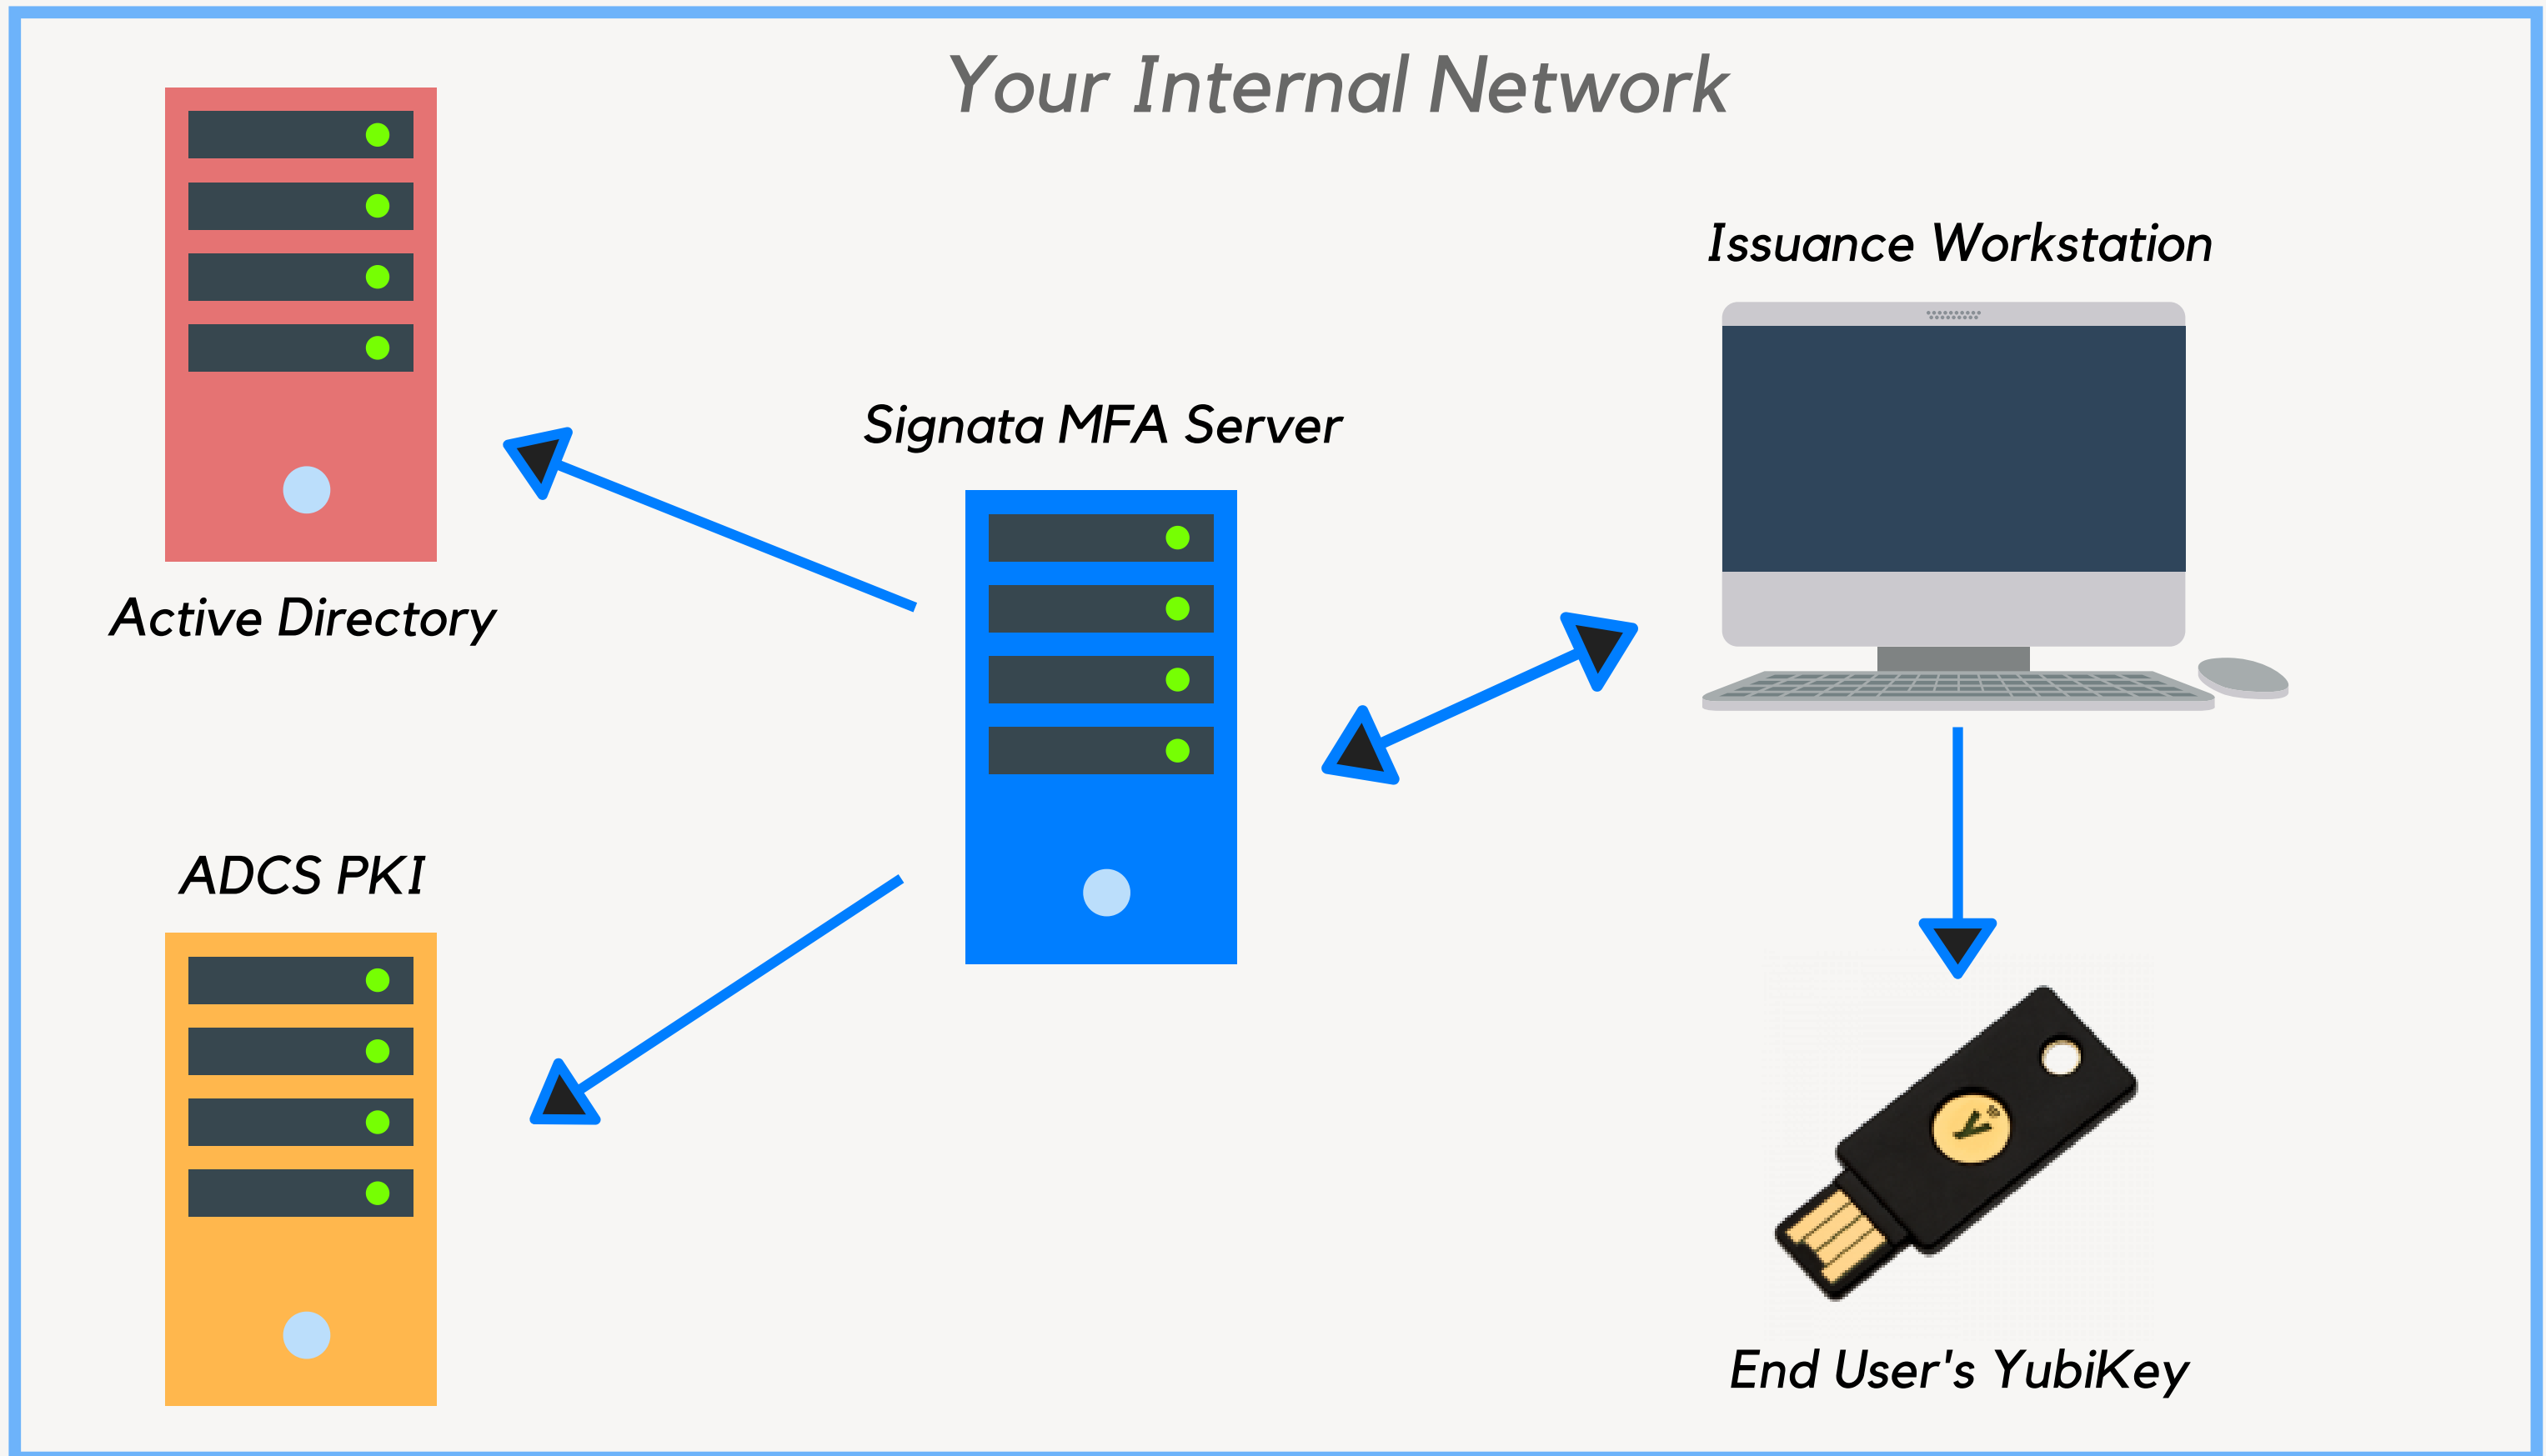 Your Internal Network
Issuance Workstation
Signata MFA Server
Active Directory
ADCS PKI
End User's YubiKey